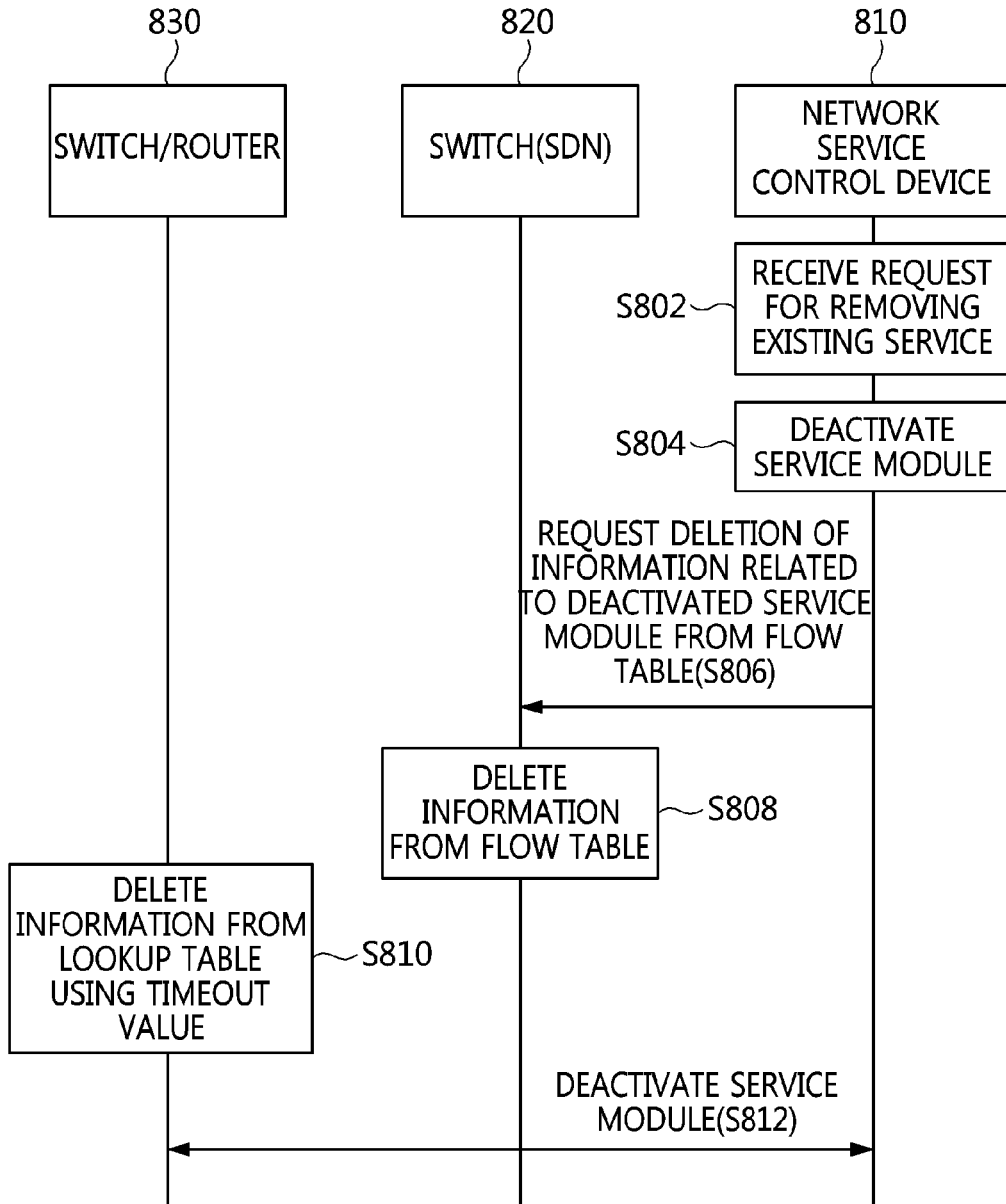 830
820
810
SWITCH/ROUTER
SWITCH(SDN)
NETWORK
SERVICE
CONTROL DEVICE
S802
RECEIVE REQUEST
FOR REMOVING
EXISTING SERVICE
S804
DEACTIVATE
SERVICE MODULE
REQUEST DELETION OF
INFORMATION RELATED
TO DEACTIVATED SERVICE
MODULE FROM FLOW
TABLE(S806)
DELETE
INFORMATION
FROM FLOW TABLE
S808
DELETE
INFORMATION FROM
LOOKUP TABLE
USING TIMEOUT
VALUE
S810
DEACTIVATE SERVICE
MODULE(S812)